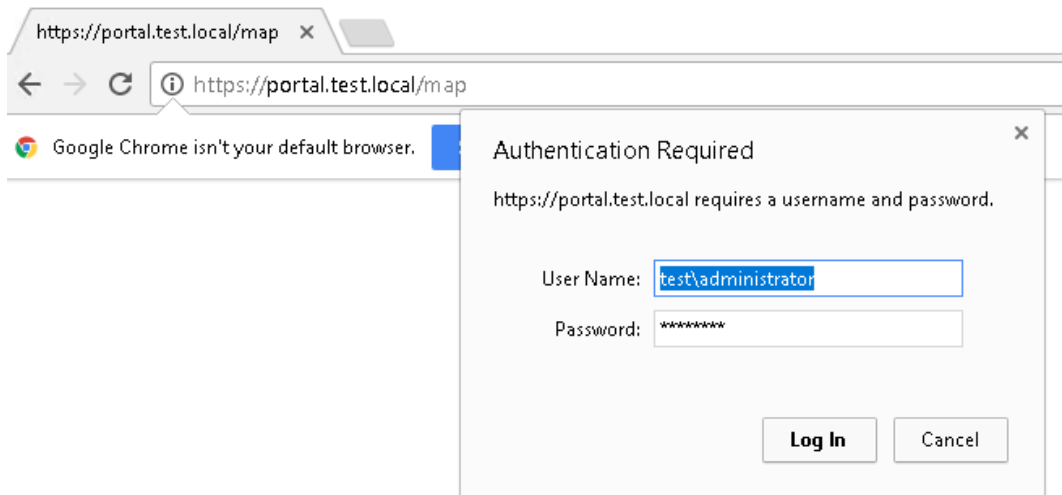 https://portal.test.local/map
https://portal.test.local/map
Google Chrome isn't your default browser.
Authentication Required
https://portal.test.local requires a username and password.
User Name: test\administrator
Password: ********
Log In Cancel